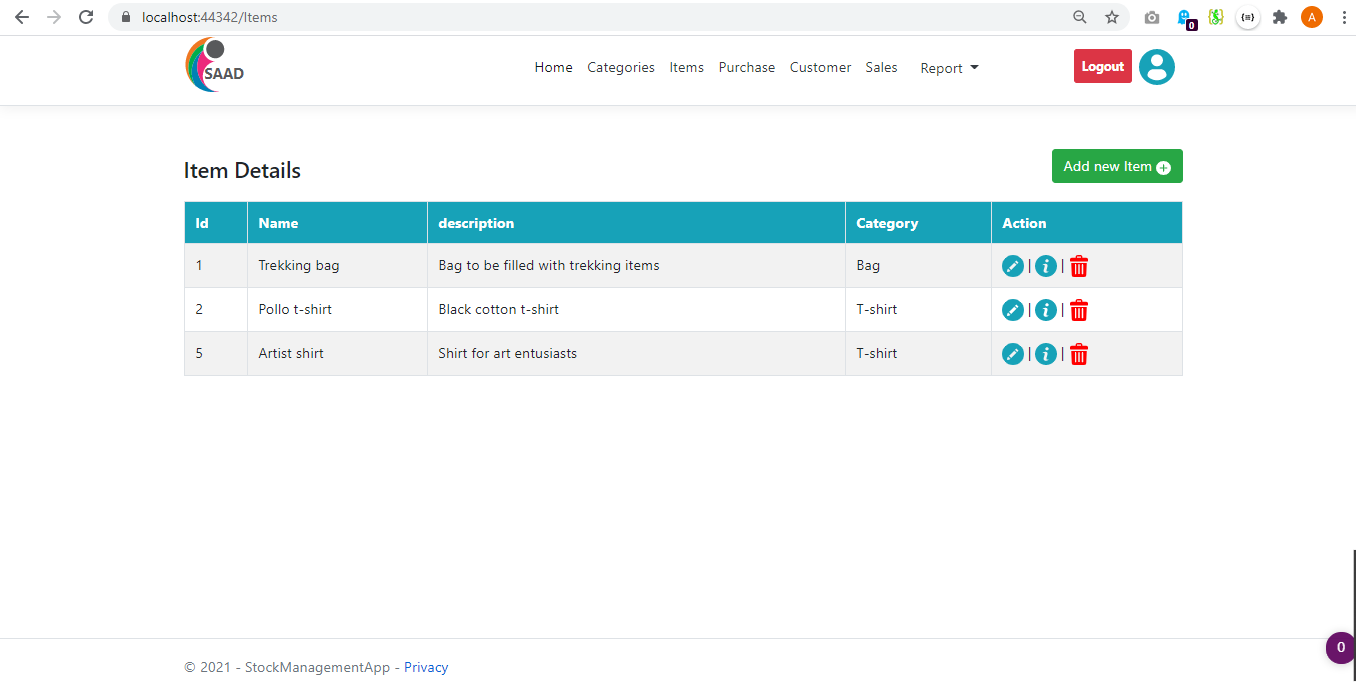 localhost:44342/Items
0
A
SAAD
Home Categories Items Purchase Customer Sales Report
Logout
Item Details
Add new Item
Id Name description Category Action
1 Trekking bag Bag to be filled with trekking items Bag | |
2 Pollo t-shirt Black cotton t-shirt T-shirt | |
5 Artist shirt Shirt for art entusiasts T-shirt | |
0
© 2021 - StockManagementApp - Privacy